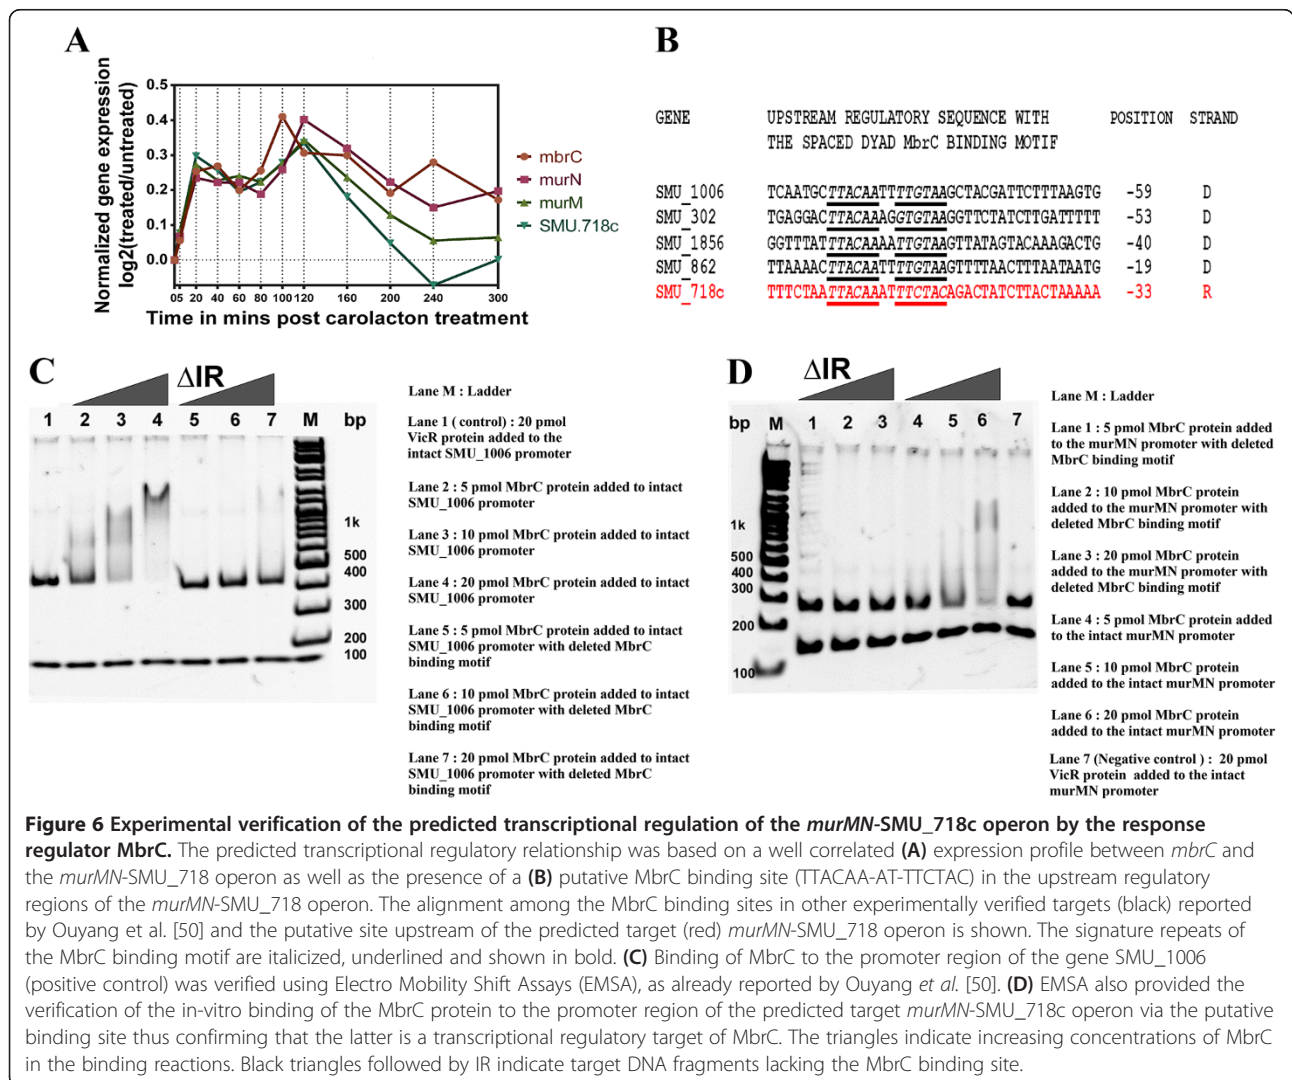 A
Normalized gene expression
log2(treated/untreated)
0.5
0.4
0.3
0.2
0.1
0.0
05 20 40 60 80 100 120 160 200 240 300
Time in mins post carolacton treatment
mbrC
murN
murM
SMU.718c
B
GENE UPSTREAM REGULATORY SEQUENCE WITH POSITION STRAND
THE SPACED DYAD MbrC BINDING MOTIF
SMU_1006 TCAATGCTTACAATTTTTGTAAGCTACGATTCTTTAAGTG -59 D
SMU_302 TGAGGACTTACAAAGGTGTAAGGTTCTATCTTGATTTTT -53 D
SMU_1856 GGTTTATTTACAAAATTGTAAGTTATAGTACAAAGACTG -40 D
SMU_862 TTAAAACTTACAATTTTTGTAAGTTTTAACTTTAATAATG -19 D
SMU_718c TTTCTAATTACAAATTTCTACAGACTATCTTACTAAAAA -33 R
C
ΔIR
1 2 3 4 5 6 7 M bp
1k
500
400
300
200
100
Lane M : Ladder
Lane 1 ( control) : 20 pmol
VicR protein added to the
intact SMU_1006 promoter
Lane 2 : 5 pmol MbrC protein added to intact
SMU_1006 promoter
Lane 3 : 10 pmol MbrC protein added to intact
SMU_1006 promoter
Lane 4 : 20 pmol MbrC protein added to intact
SMU_1006 promoter
Lane 5 : 5 pmol MbrC protein added to intact
SMU_1006 promoter with deleted MbrC
binding motif
Lane 6 : 10 pmol MbrC protein added to intact
SMU_1006 promoter with deleted MbrC
binding motif
Lane 7 : 20 pmol MbrC protein added to intact
SMU_1006 promoter with deleted MbrC
binding motif
D
ΔIR
bp M 1 2 3 4 5 6 7
1k
500
400
300
200
100
Lane M : Ladder
Lane 1 : 5 pmol MbrC protein added
to the murMN promoter with deleted
MbrC binding motif
Lane 2 : 10 pmol MbrC protein
added to the murMN promoter with
deleted MbrC binding motif
Lane 3 : 20 pmol MbrC protein
added to the murMN promoter with
deleted MbrC binding motif
Lane 4 : 5 pmol MbrC protein added
to the intact murMN promoter
Lane 5 : 10 pmol MbrC protein
added to the intact murMN promoter
Lane 6 : 20 pmol MbrC protein
added to the intact murMN promoter
Lane 7 (Negative control ) : 20 pmol
VicR protein added to the intact
murMN promoter
Figure 6 Experimental verification of the predicted transcriptional regulation of the murMN-SMU_718c operon by the response
regulator MbrC. The predicted transcriptional regulatory relationship was based on a well correlated (A) expression profile between mbrC and
the murMN-SMU_718 operon as well as the presence of a (B) putative MbrC binding site (TTACAA-AT-TTCTAC) in the upstream regulatory
regions of the murMN-SMU_718 operon. The alignment among the MbrC binding sites in other experimentally verified targets (black) reported
by Ouyang et al. [50] and the putative site upstream of the predicted target (red) murMN-SMU_718 operon is shown. The signature repeats of
the MbrC binding motif are italicized, underlined and shown in bold. (C) Binding of MbrC to the promoter region of the gene SMU_1006
(positive control) was verified using Electro Mobility Shift Assays (EMSA), as already reported by Ouyang et al. [50]. (D) EMSA also provided the
verification of the in-vitro binding of the MbrC protein to the promoter region of the predicted target murMN-SMU_718c operon via the putative
binding site thus confirming that the latter is a transcriptional regulatory target of MbrC. The triangles indicate increasing concentrations of MbrC
in the binding reactions. Black triangles followed by IR indicate target DNA fragments lacking the MbrC binding site.